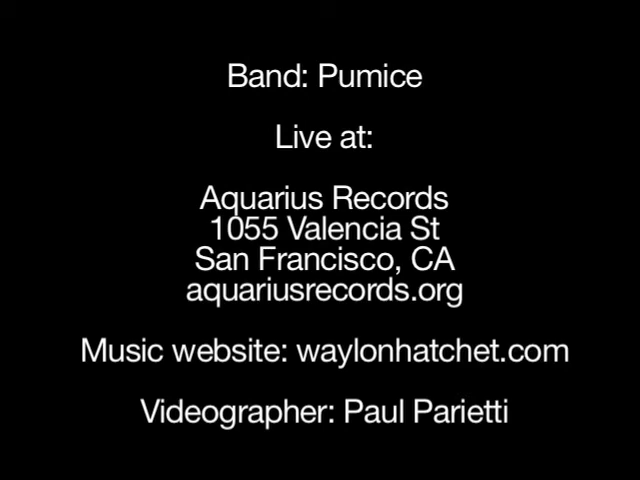 Band: Pumice
Live at:
Aquarius Records
1055 Valencia St
San Francisco, CA
aquariusrecords.org
Music website: waylonhatchet.com
Videographer: Paul Parietti